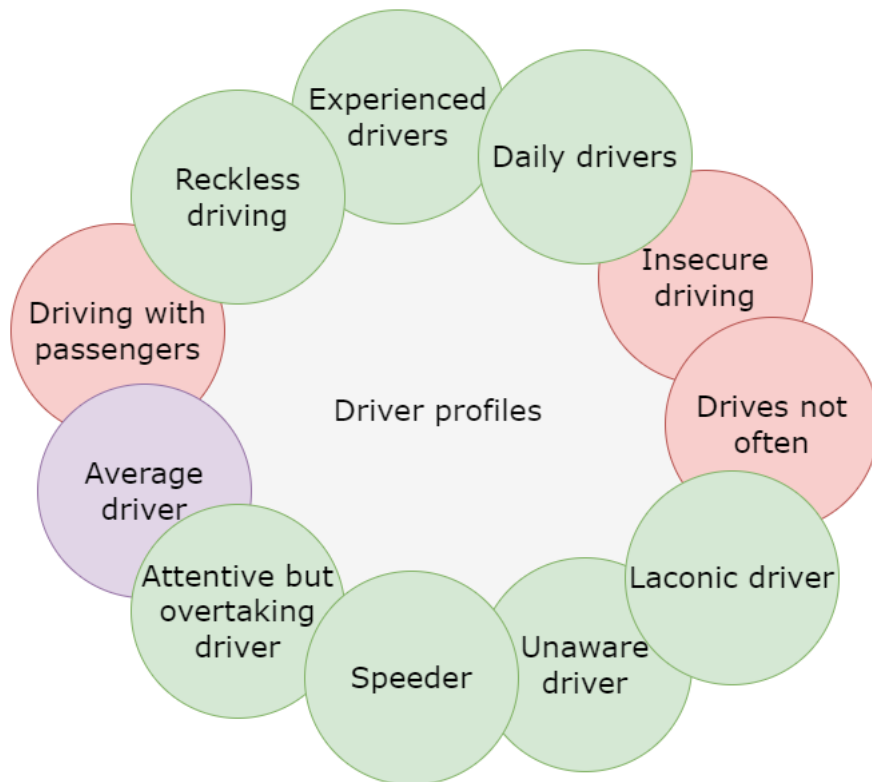 Experienced
drivers
Daily drivers
Reckless
driving
Insecure
driving
Driving with
passengers
Driver profiles
Drives not
often
Average
driver
Attentive but
overtaking
driver
Laconic driver
Unaware
driver
Speeder